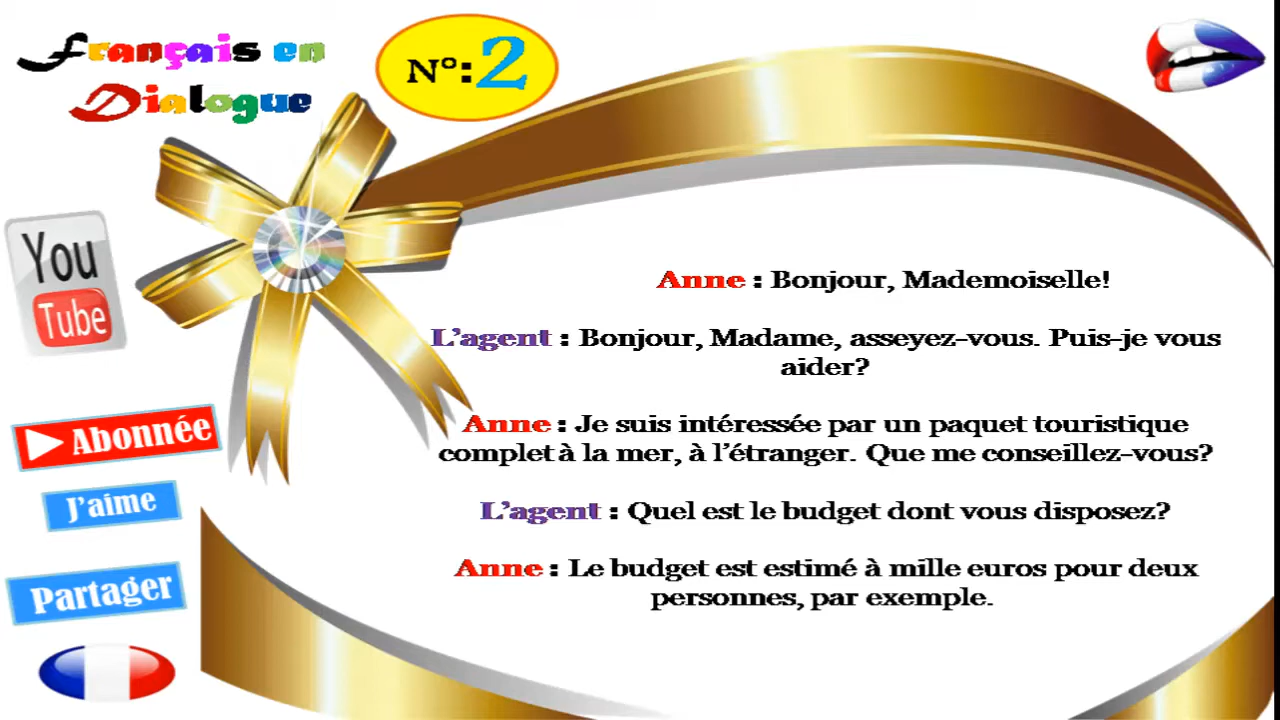 Français en
Dialogue
N°:2
You
Tube
Anne : Bonjour, Mademoiselle!
L'agent : Bonjour, Madame, asseyez-vous. Puis-je vous
aider?
Anne : Je suis intéressée par un paquet touristique
complet à la mer, à l'étranger. Que me conseillez-vous?
L'agent : Quel est le budget dont vous disposez?
Anne : Le budget est estimé à mille euros pour deux
personnes, par exemple.
Abonnée
J'aime
Partager